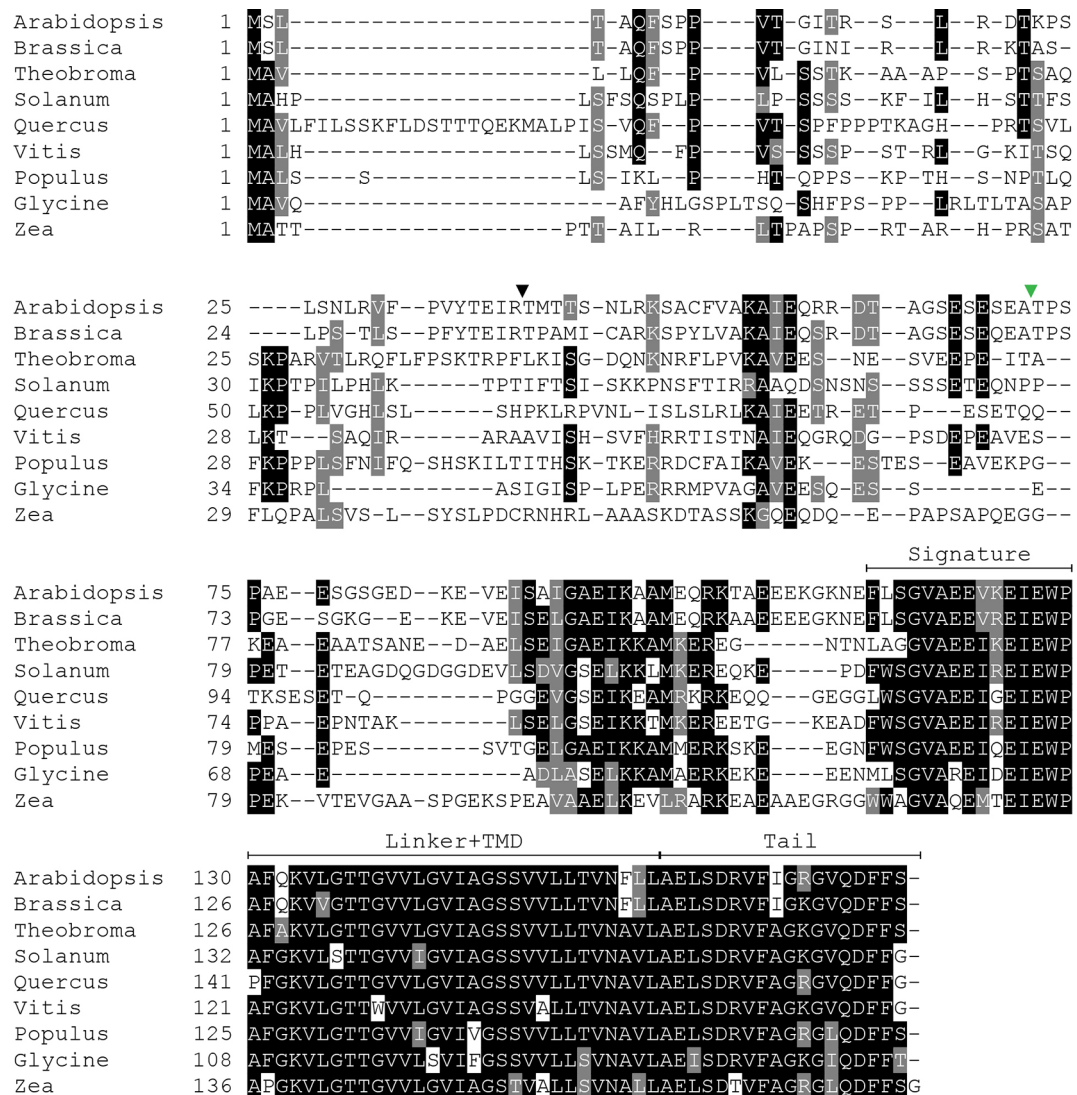 Arabidopsis 1 MSL----------------------T-AQFSPP---VT-GITR--S---L--R-DTKPS
Brassica 1 MSL----------------------T-AQFSPP---VT-GINI--R---L--R-KTAS-
Theobroma 1 MAV----------------------L-LQF--P---VL-SSTK--AA-AP--S-PTSAQ
Solanum 1 MAHP--------------------LSFSQSPLP---LP-SSSS--KF-IL--H-STTFS
Quercus 1 MAVLFILSSKFLDSTTTQEKMALPIS-VQF--P---VT-SPFPPPTKAGH---PRTSVL
Vitis 1 MALH--------------------LSSMQ--FP---VS-SSSP--ST-RL--G-KITSQ
Populus 1 MALS----S---------------LS-IKL--P---HT-QPPS--KP-TH--S-NPTLQ
Glycine 1 MAVQ----------------------AFYHLGSPLTSQ-SHFPS-PP--LRLTLTASAP
Zea 1 MATT-------------------PTT-AIL--R---LTPAPSP--RT-AR--H-PRSAT
Arabidopsis 25 ----LSNLRVF--PVYTEIRTMTTS-NLRKSACFVAKAIEQRR-DT--AGSESESEATPS
Brassica 24 ----LPS-TLS--PFYTEIRTPAMI-CARKSPYLVAKAIEQSR-DT--AGSESEQEATPS
Theobroma 25 SKPARVTLRQFLFPSKTRPFLKISG-DQNKNRFLPVKAVEES--NE--SVEEPE-ITA--
Solanum 30 IKPTPILPHLK------TPTIFTSI-SKKPNSFTIRRAAQDSNSNS--SSSETEQNPP--
Quercus 50 LKP-PLVGHLSL------SHPKLRPVNL-ISLSLRLKAIEETR-ET--P---ESETQQ--
Vitis 28 LKT---SAQIR------ARAAVISH-SVFHRRTISTNAIEQGRQDG--PSDEPEAVES--
Populus 28 FKPPPLSFNIFQ-SHSKILTITHSK-TKERRDCFAIKAVEK---ESTES--EAVEKPG--
Glycine 34 FKPRPL------------ASIGISP-LPERRRMPVAGAVEESQ-ES--S--------E--
Zea 29 FLQPALSVS-L--SYSLPDCRNHRL-AAASKDTASSKGQEQDQ--E--PAPSAPQEGG--
Signature
Arabidopsis 75 PAE--ESGSGED--KE-VEISAIGAEIKAAMEQRKTAEEEKGKNEFLSGVAEEVKEIEWP
Brassica 73 PGE--SGKG--E--KE-VEISELGAEIKAAMEQRKAAEEEEGKNEFLSGVAEEVREIEWP
Theobroma 77 KEA--EAATSANE--D-AELSEIGAEIKKAMKEREG-----NTNLAGGVAEEIKEIEWP
Solanum 79 PET--ETEAGDQGDGGDEVLSDVGSELKKLMKEREQKE-----PDFWSGVAEEIREIEWP
Quercus 94 TKSESET-Q--------PGGEVGSEIKEAMRKRKEQQ---GEGGLWSGVAEEIGEIEWP
Vitis 74 PPA--EPNTAK--------LSELGSEIKKTMKEREETG---KEADFWSGVAEEIREIEWP
Populus 79 MES--EPES--------SVTGELGAEIKKAMMERKSKE-----EGNFWSGVAEEIQEIEWP
Glycine 68 PEA--E--------------ADLASELKKAMAERKEKE----EENMLSGVAREIDEIEWP
Zea 79 PEK--VTEVGAA-SPGEKSPEAVAAELKEVLRARKEAEAAEGRGGWWAGVAQEMTEIEWP
Linker+TMD Tail
Arabidopsis 130 AFQKVLGTTGVVLGVIAGSSVVLLTVNFLLAELSDRVFIGRGVQDFFS-
Brassica 126 AFQKVVGTTGVVLGVIAGSSVVLLTVNFLLAELSDRVFIGKGVQDFFS-
Theobroma 126 AFAKVLGTTGVVLGVIAGSSVVLLTVNAVLAELSDRVFAGKGVQDFFS-
Solanum 132 AFGKVLSTTGVVIGVIAGSSVVLLTVNAVLAELSDRVFAGKGVQDFFG-
Quercus 141 PFGKVLGTTGVVLGVIAGSSVVLLTVNAVLAELSDRVFAGRGVQDFFG-
Vitis 121 AFGKVLGTTWVVLGVIAGSSVALLTVNAVLAELSDRVFAGKGVQDFFG-
Populus 125 AFGKVLGTTGVVIGVIVGSSVVLLTVNAVLAELSDRVFAGRGLQDFFS-
Glycine 108 AFGKVLGTTGVVLSVIFGSSVVLLSVNAVLAEISDRVFAGKGIQDFFT-
Zea 136 APGKVLGTTGVVLGVIAGSTVALLSVNALLAELSDTVFAGRGLQDFFSG